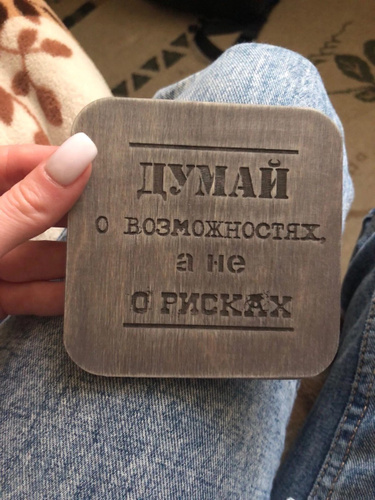 ДУМАЙ
О ВОЗМОЖНОСТЯХ,
а не
О РИСКАХ